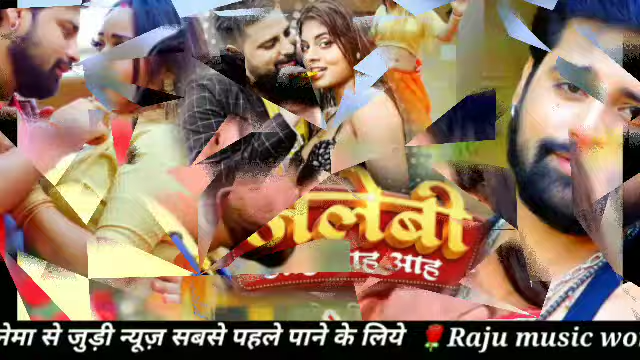 जलेबी
आह आह
नेमा से जुड़ी न्यूज़ सबसे पहले पाने के लिये 🌹Raju music wo